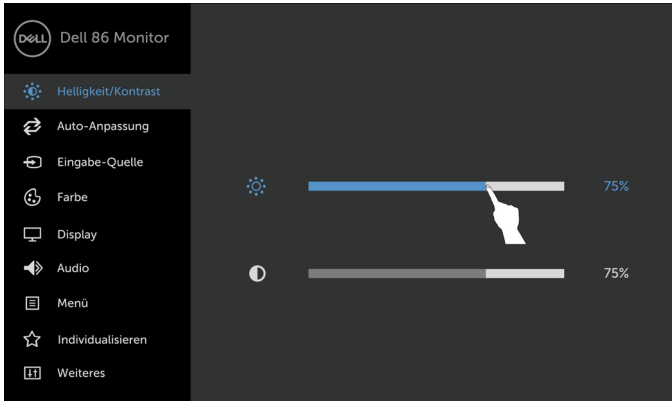 DELL
Dell 86 Monitor
Helligkeit/Kontrast
Auto-Anpassung
Eingabe-Quelle
Farbe
Display
Audio
Menü
Individualisieren
Weiteres
75%
75%